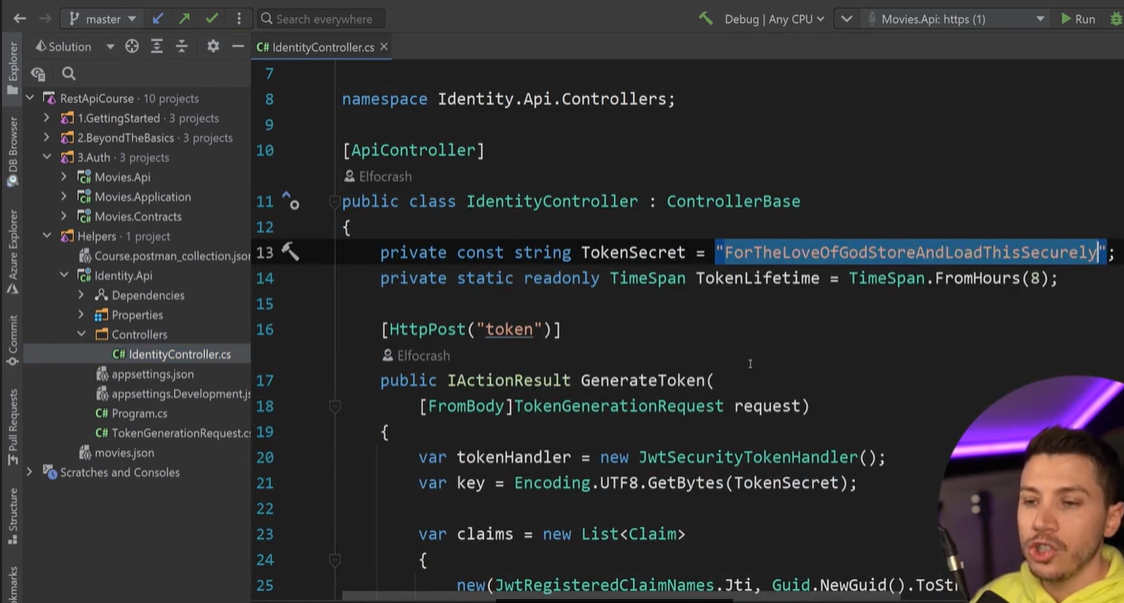 master
Search everywhere
Debug | Any CPU
Movies.Api: https (1)
Run
Explorer
DB Browser
Azure Explorer
Commit
Pull Requests
Structure
Solution
RestApiCourse · 10 projects
1.GettingStarted · 3 projects
2.BeyondTheBasics · 3 projects
3.Auth · 3 projects
Movies.Api
Movies.Application
Movies.Contracts
Helpers · 1 project
Course.postman_collection.json
Identity.Api
Dependencies
Properties
Controllers
C# IdentityController.cs
appsettings.json
appsettings.Development.js
C# Program.cs
C# TokenGenerationRequest.cs
movies.json
Scratches and Consoles
C# IdentityController.cs
7
8 namespace Identity.Api.Controllers;
9
10 [ApiController]
Elfocrash
11 public class IdentityController : ControllerBase
12 {
13 private const string TokenSecret = "ForTheLoveOfGodStoreAndLoadThisSecurely";
14 private static readonly TimeSpan TokenLifetime = TimeSpan.FromHours(8);
15
16 [HttpPost("token")]
Elfocrash
17 public IActionResult GenerateToken(
18 [FromBody]TokenGenerationRequest request)
19 {
20 var tokenHandler = new JwtSecurityTokenHandler();
21 var key = Encoding.UTF8.GetBytes(TokenSecret);
22
23 var claims = new List<Claim>
24 {
25 new(JwtRegisteredClaimNames.Jti, Guid.NewGuid().ToSt